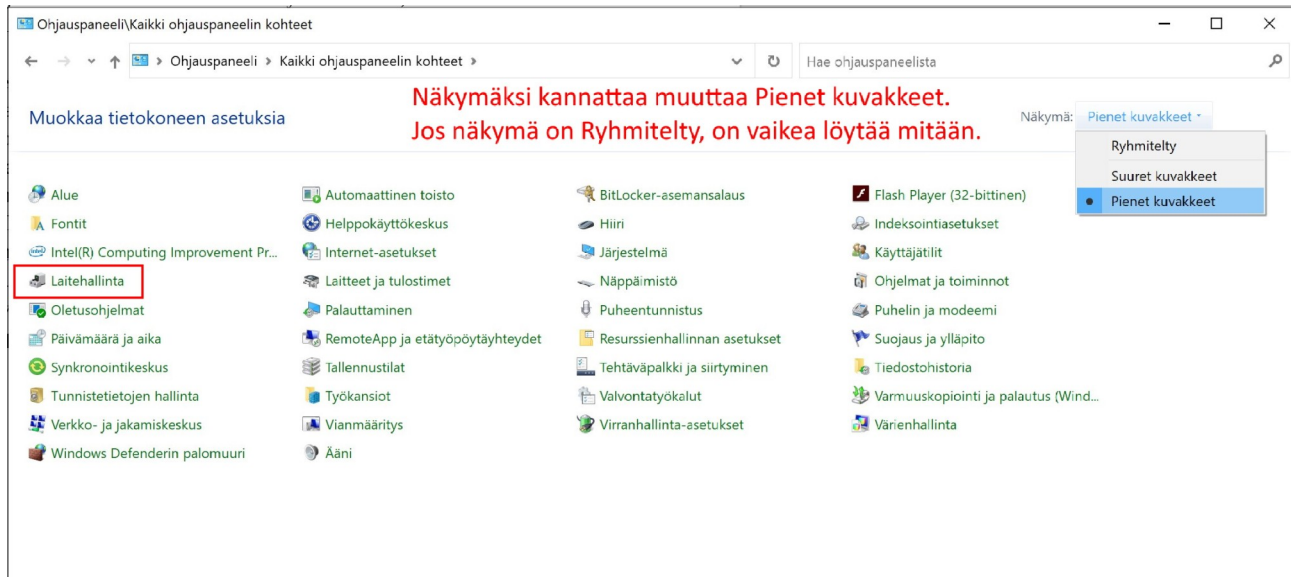 Ohjauspaneeli\Kaikki ohjauspaneelin kohteet
Ohjauspaneeli > Kaikki ohjauspaneelin kohteet >
Hae ohjauspaneelista
Näkymäksi kannattaa muuttaa Pienet kuvakkeet.
Jos näkymä on Ryhmitelty, on vaikea löytää mitään.
Muokkaa tietokoneen asetuksia
Näkymä: Pienet kuvakkeet
Ryhmitelty
Suuret kuvakkeet
Pienet kuvakkeet
Alue
Automaattinen toisto
BitLocker-asemansalaus
Flash Player (32-bittinen)
Fontit
Helppokäyttökeskus
Hiiri
Indeksointiasetukset
Intel(R) Computing Improvement Pr...
Internet-asetukset
Järjestelmä
Käyttäjätilit
Laitehallinta
Laitteet ja tulostimet
Näppäimistö
Ohjelmat ja toiminnot
Oletusohjelmat
Palauttaminen
Puheentunnistus
Puhelin ja modeemi
Päivämäärä ja aika
RemoteApp ja etätyöpöytäyhteydet
Resurssienhallinnan asetukset
Suojaus ja ylläpito
Synkronointikeskus
Tallennustilat
Tehtäväpalkki ja siirtyminen
Tiedostohistoria
Tunnistetietojen hallinta
Työkansiot
Valvontatyökalut
Varmuuskopiointi ja palautus (Wind...
Verkko- ja jakamiskeskus
Vianmääritys
Virranhallinta-asetukset
Värienhallinta
Windows Defenderin palomuuri
Ääni